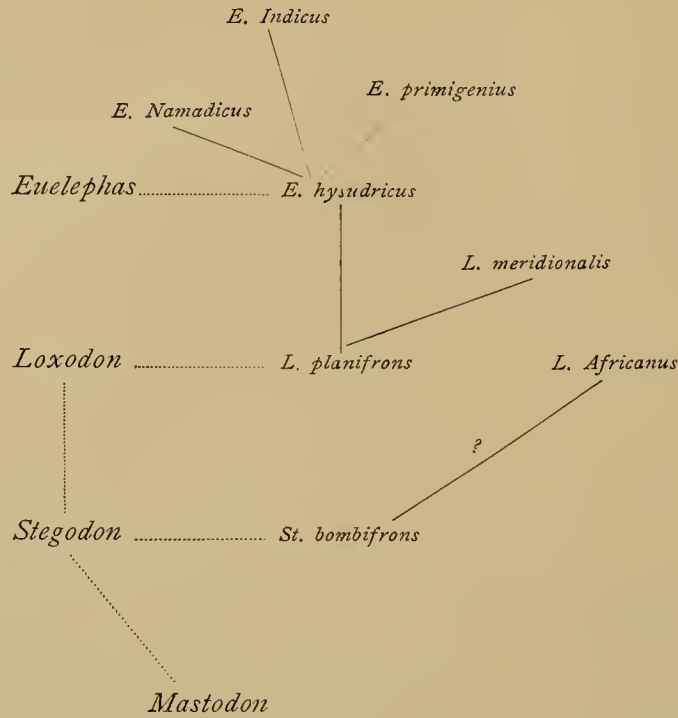 E. Indicus
E. primigenius
E. Namadicus
Euelephas
E. hysudricus
L. meridionalis
Loxodon
L. planifrons
L. Africanus
?
Stegodon
St. bombifrons
Mastodon